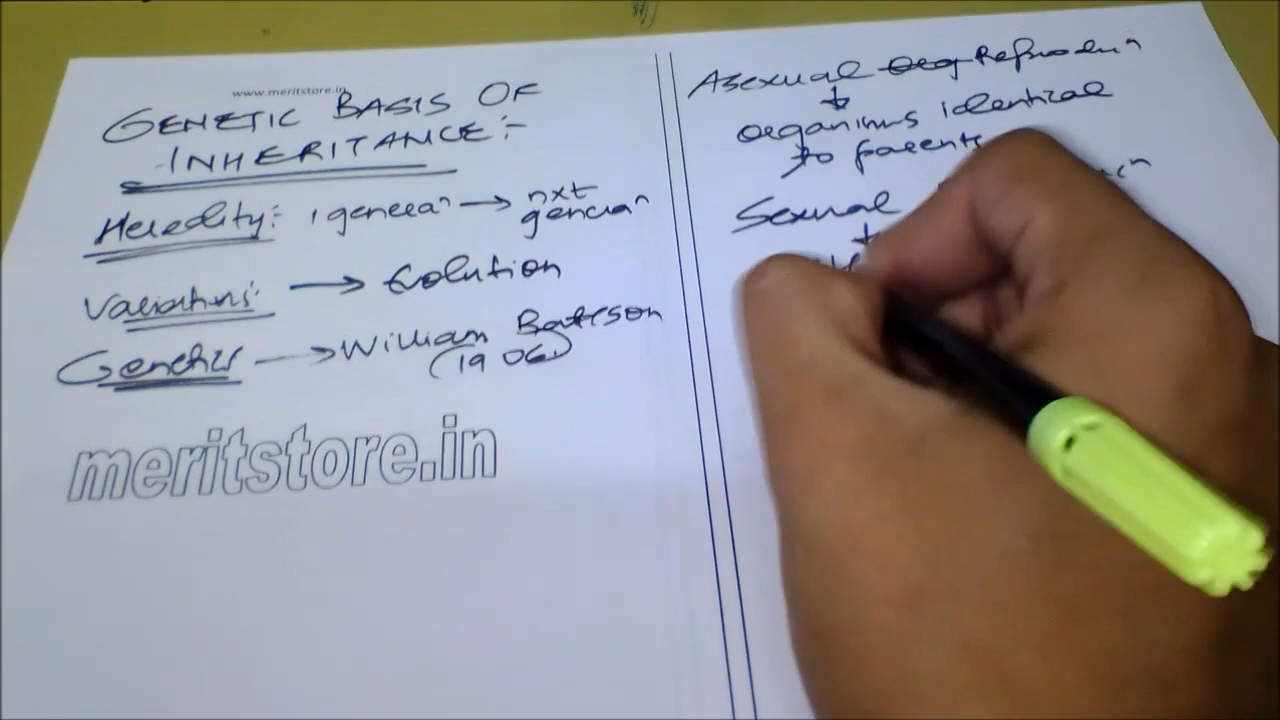 www.meritstore.in
GENETIC BASIS OF
INHERITANCE:-
Heredity: 1 generan → nxt
generan
Variations: → Evolution
Genetics → William Bateson
(1906)
meritstore.in
Asexual Reproducn
↓
organisms identical
to parents
Sexual
↓